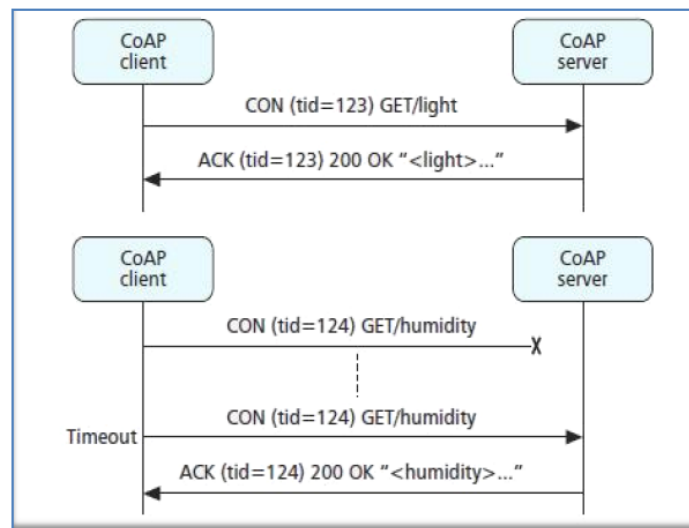 CoAP
client
CoAP
server
CON (tid=123) GET/light
ACK (tid=123) 200 OK “<light>...”
CoAP
client
CoAP
server
CON (tid=124) GET/humidity
X
CON (tid=124) GET/humidity
Timeout
ACK (tid=124) 200 OK “<humidity>...”